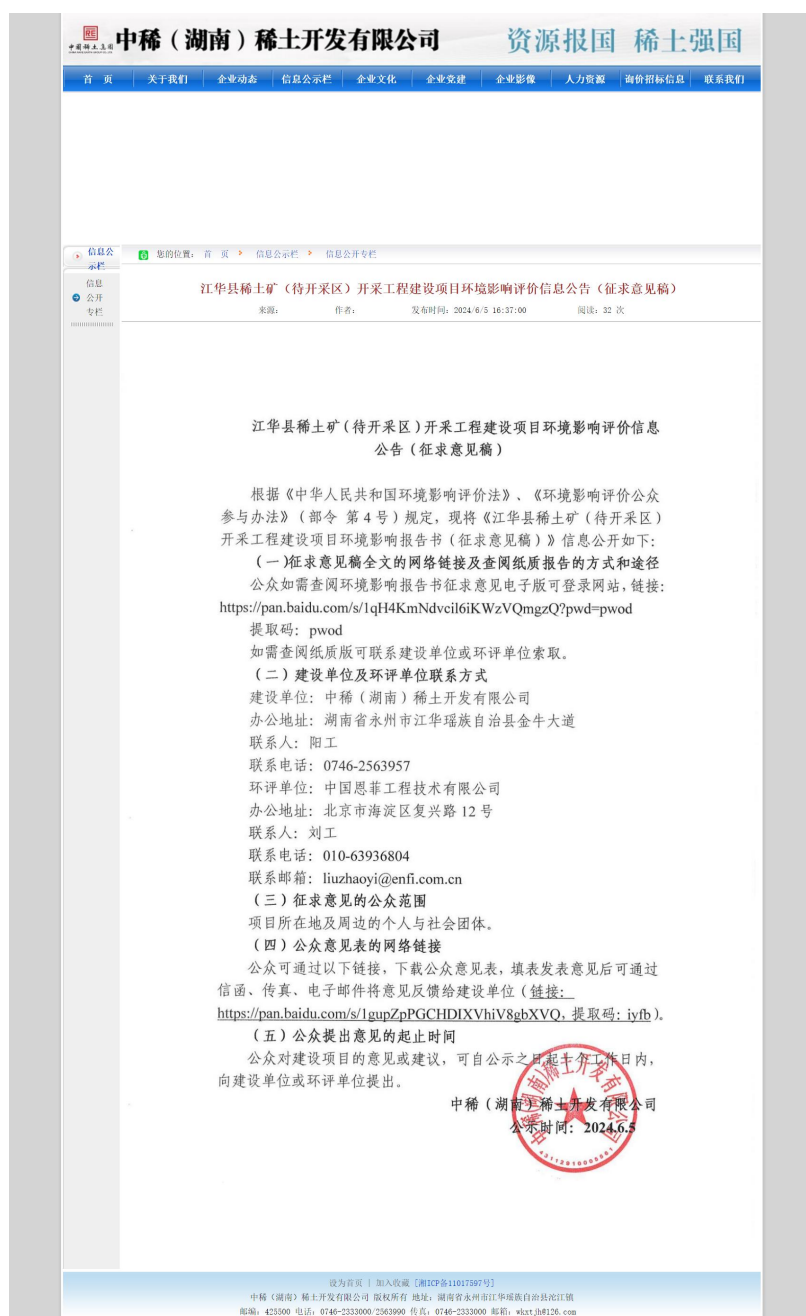 中国稀土集团
中稀（湖南）稀土开发有限公司
资源报国 稀土强国
首 页 关于我们 企业动态 信息公示栏 企业文化 企业党建 企业影像 人力资源 询价招标信息 联系我们
信息公
示栏
您的位置： 首 页 > 信息公示栏 > 信息公开专栏
信息
公开
专栏
江华县稀土矿（待开采区）开采工程建设项目环境影响评价信息公告（征求意见稿）
来源： 作者： 发布时间：2024/6/5 16:37:00 阅读：32 次
江华县稀土矿（待开采区）开采工程建设项目环境影响评价信息
公告（征求意见稿）
根据《中华人民共和国环境影响评价法》、《环境影响评价公众
参与办法》（部令 第 4 号）规定，现将《江华县稀土矿（待开采区）
开采工程建设项目环境影响报告书（征求意见稿）》信息公开如下：
（一）征求意见稿全文的网络链接及查阅纸质报告的方式和途径
公众如需查阅环境影响报告书征求意见电子版可登录网站，链接：
https://pan.baidu.com/s/1qH4KmNdvcil6iKWzVQmgzQ?pwd=pwod
提取码：pwod
如需查阅纸质版可联系建设单位或环评单位索取。
（二）建设单位及环评单位联系方式
建设单位：中稀（湖南）稀土开发有限公司
办公地址：湖南省永州市江华瑶族自治县金牛大道
联系人：阳工
联系电话：0746-2563957
环评单位：中国恩菲工程技术有限公司
办公地址：北京市海淀区复兴路 12 号
联系人：刘工
联系电话：010-63936804
联系邮箱：liuzhaoyi@enfi.com.cn
（三）征求意见的公众范围
项目所在地及周边的个人与社会团体。
（四）公众意见表的网络链接
公众可通过以下链接，下载公众意见表，填表发表意见后可通过
信函、传真、电子邮件将意见反馈给建设单位（链接：
https://pan.baidu.com/s/1gupZpPGCHDIXVhiV8gbXVQ，提取码：iyfb）。
（五）公众提出意见的起止时间
公众对建设项目的意见或建议，可自公示之日起十个工作日内，
向建设单位或环评单位提出。
中稀（湖南）稀土开发有限公司
公示时间：2024.6.5
中稀(湖南)稀土开发有限公司
设为首页 | 加入收藏 [湘ICP备11017597号]
中稀（湖南）稀土开发有限公司 版权所有 地址：湖南省永州市江华瑶族自治县沱江镇
邮编：425500 电话：0746-2333000/2563990 传真：0746-2333000 邮箱：wkxtjh@126.com